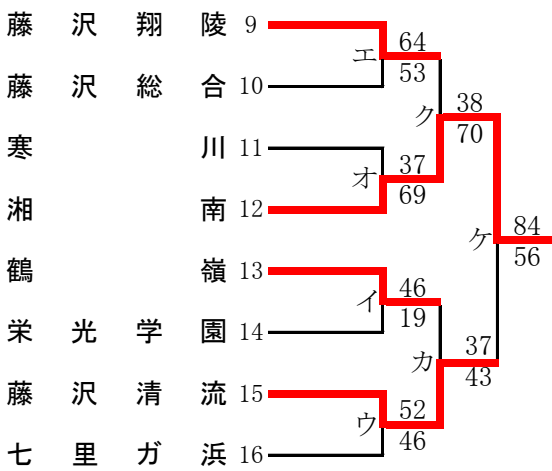 藤沢翔陵 9
エ 64
53
藤沢総合 10
ク 38
70
寒川 11
オ 37
69
湘南 12
ケ 84
56
鶴嶺 13
イ 46
19
栄光学園 14
カ 37
43
藤沢清流 15
ウ 52
46
七里ガ浜 16